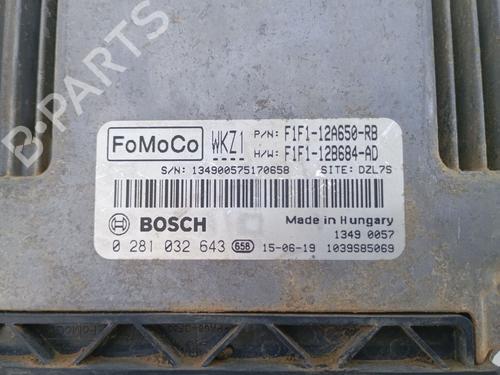 FoMoCo WKZ1 P/N: F1F1-12A650-RB
H/W: F1F1-12B684-AD
S/N: 134900575170658 SITE: DZL7S
BOSCH Made in Hungary
1349 0057
0 281 032 643 658 15-06-19 1039S85069